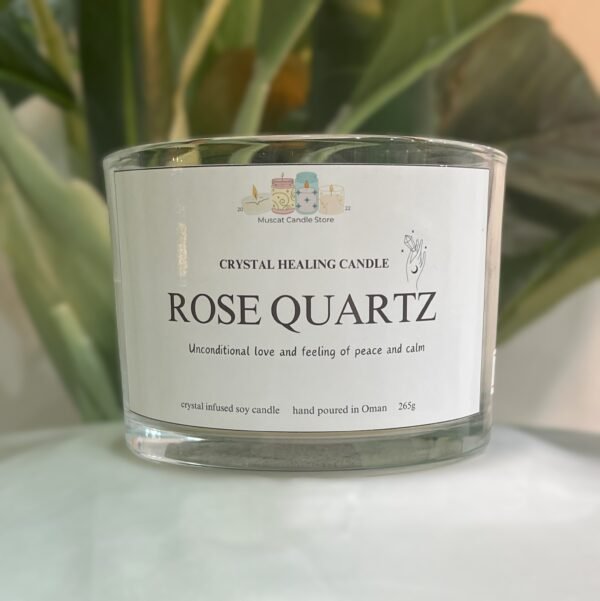 20 22
Muscat Candle Store
CRYSTAL HEALING CANDLE
ROSE QUARTZ
Unconditional love and feeling of peace and calm
crystal infused soy candle hand poured in Oman 265g